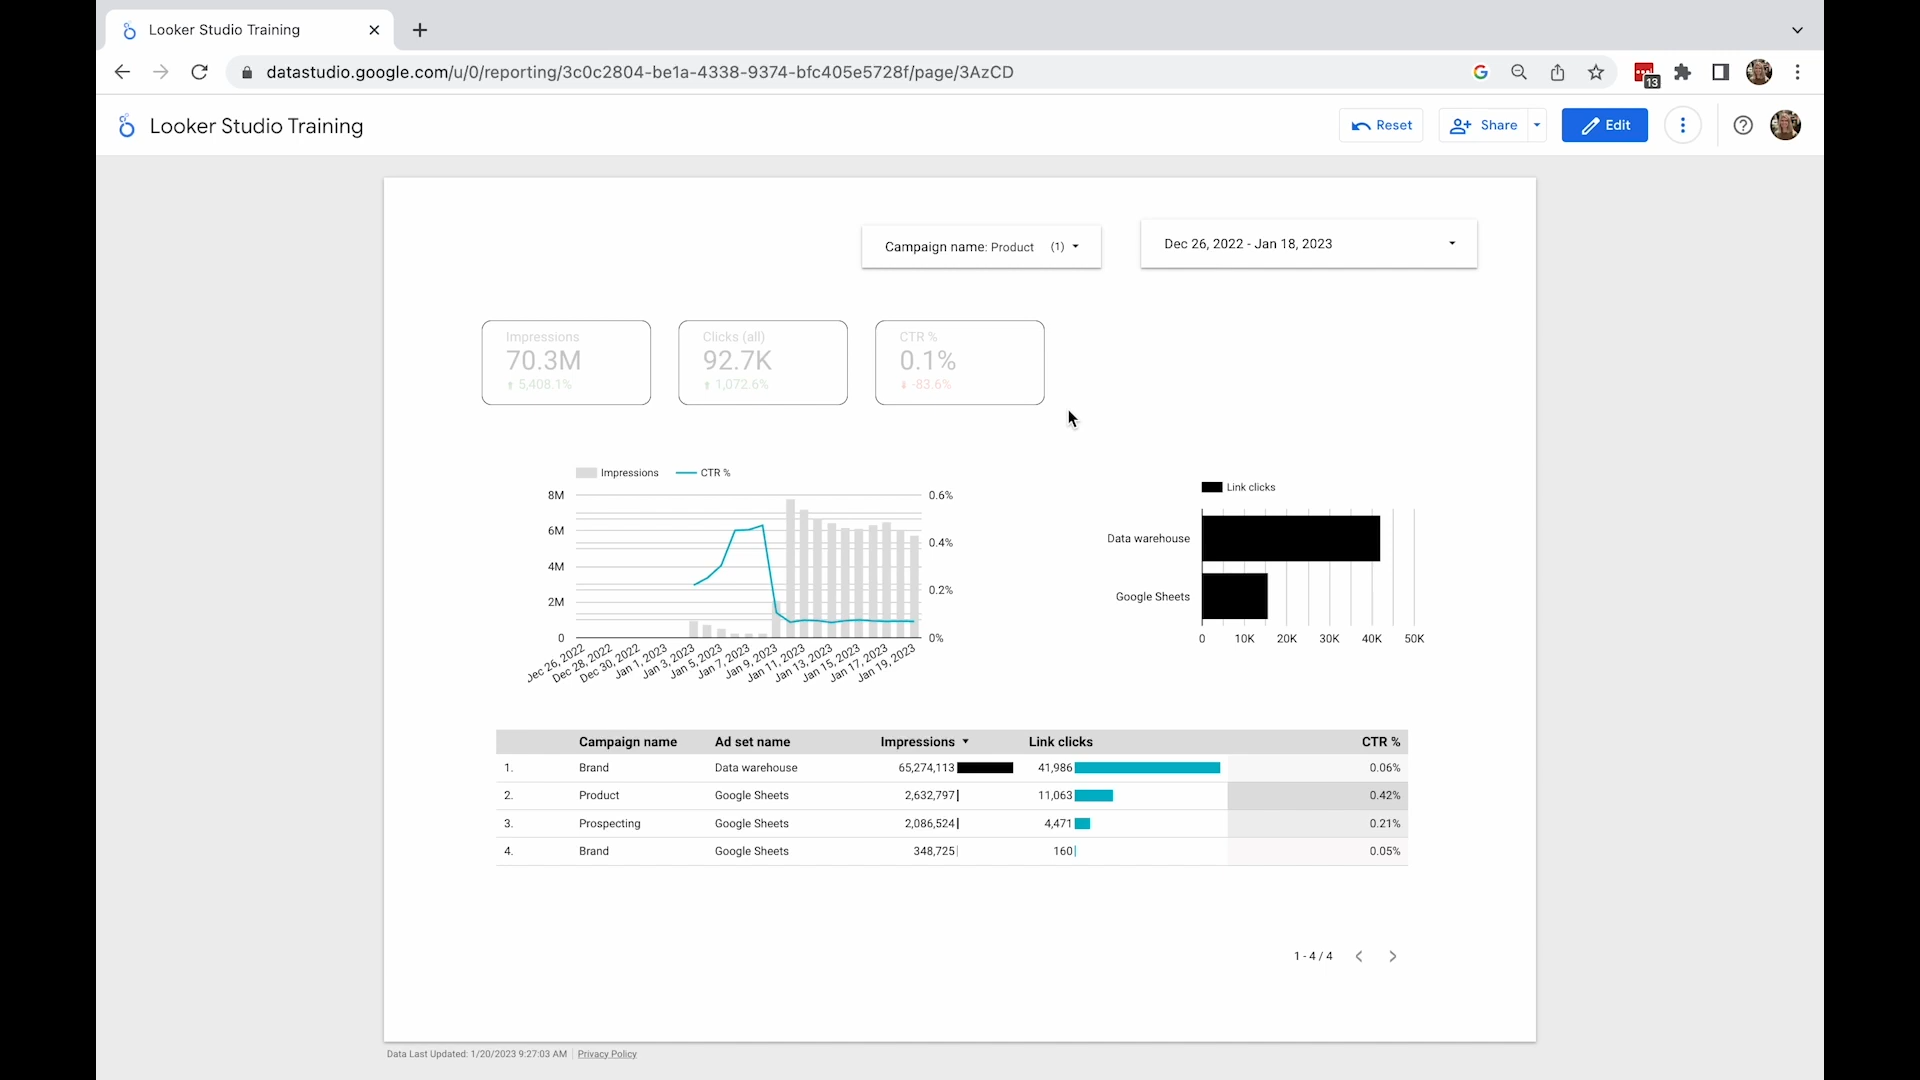 Looker Studio Training
datastudio.google.com/u/0/reporting/3c0c2804-be1a-4338-9374-bfc405e5728f/page/3AzCD
13
Looker Studio Training
Reset
Share
Edit
Campaign name: Product (1)
Dec 26, 2022 - Jan 18, 2023
Impressions
70.3M
5,408.1%
Clicks (all)
92.7K
1,072.6%
CTR %
0.1%
-83.6%
Impressions CTR %
8M
6M
4M
2M
0
0.6%
0.4%
0.2%
0%
Dec 26, 2022
Dec 28, 2022
Dec 30, 2022
Jan 1, 2023
Jan 3, 2023
Jan 5, 2023
Jan 7, 2023
Jan 9, 2023
Jan 11, 2023
Jan 13, 2023
Jan 15, 2023
Jan 17, 2023
Jan 19, 2023
Link clicks
Data warehouse
Google Sheets
0 10K 20K 30K 40K 50K
Campaign name Ad set name Impressions Link clicks CTR %
1. Brand Data warehouse 65,274,113 41,986 0.06%
2. Product Google Sheets 2,632,797 11,063 0.42%
3. Prospecting Google Sheets 2,086,524 4,471 0.21%
4. Brand Google Sheets 348,725 160 0.05%
1 - 4 / 4
Data Last Updated: 1/20/2023 9:27:03 AM Privacy Policy